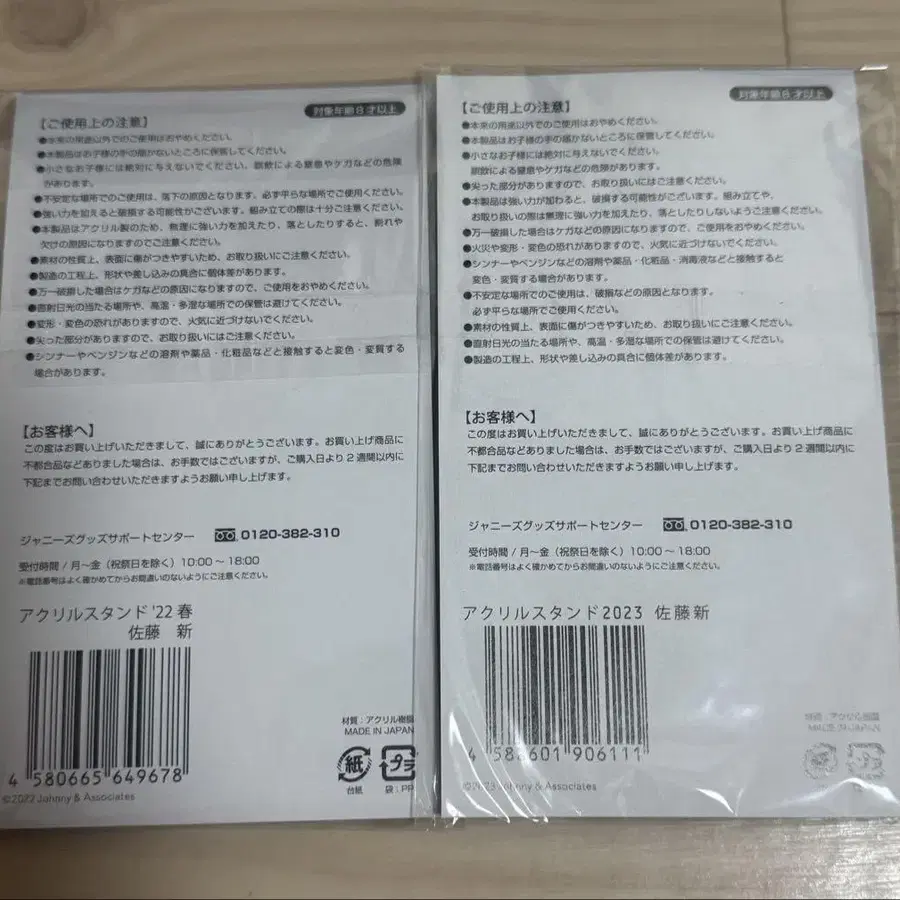 対象年齢8才以上
【ご使用上の注意】
●本来の用途以外でのご使用はおやめください。
●本製品はお子様の手の届かないところに保管してください。
●小さなお子様には絶対に与えないでください、誤飲による窒息やケガなどの危険
があります。
●不安定な場所でのご使用は、落下の原因となります。必ず平らな場所でご使用ください。
●強い力を加えると破損する可能性がございます。組み立ての際は十分ご注意ください。
●本製品はアクリル製のため、無理に強い力を加えたり、落としたりすると、割れや
欠けの原因になりますのでご注意ください。
●素材の性質上、表面に傷がつきやすいため、お取り扱いにご注意ください。
●製造の工程上、形状や差し込みの具合に個体差があります。
●万一破損した場合はケガなどの原因になりますので、ご使用をおやめください。
●直射日光の当たる場所や、高温・多湿な場所での保管は避けてください。
●変形・変色の恐れがありますので、火気に近づけないでください。
●尖った部分がありますので、お取り扱いにはご注意ください。
●シンナーやベンジンなどの溶剤や薬品・化粧品などと接触すると変色・変質する
場合があります。
【お客様へ】
この度はお買い上げいただきまして、誠にありがとうございます。お買い上げ商品に
不都合品などありました場合は、お手数ではございますが、ご購入日より2週間以内に
下記までお問い合わせいただきますようお願い申し上げます。
ジャニーズグッズサポートセンター 0120-382-310
受付時間/月~金(祝祭日を除く)10:00~18:00
※電話番号はよく確かめてからお間違いのないようにご注意ください。
アクリルスタンド'22春
佐藤 新
4 580665 649678
©2022 Johnny & Associates
材質:アクリル樹脂
MADE IN JAPAN
紙
台紙
プラ
袋:PP
対象年齢8才以上
【ご使用上の注意】
●本来の用途以外でのご使用はおやめください。
●本製品はお子様の手の届かないところに保管してください。
●小さなお子様には絶対に与えないでください。
誤飲による窒息やケガなどの危険があります。
●尖った部分がありますので、お取り扱いにはご注意ください。
●本製品は強い力が加わると、破損する可能性がございます。組み立てや、
お取り扱いの際は無理に強い力を加えたり、落としたりしないようご注意ください。
●万一破損した場合はケガなどの原因になりますので、ご使用をおやめください。
●火災や変形・変色の恐れがありますので、火気に近づけないでください。
●シンナーやベンジンなどの溶剤や薬品・化粧品・消毒液などと接触すると
変色・変質する場合があります。
●不安定な場所でのご使用は、破損などの原因となります。
必ず平らな場所でご使用ください。
●素材の性質上、表面に傷がつきやすいため、お取り扱いにご注意ください。
●直射日光の当たる場所や、高温・多湿な場所での保管は避けてください。
●製造の工程上、形状や差し込みの具合に個体差があります。
【お客様へ】
この度はお買い上げいただきまして、誠にありがとうございます。お買い上げ商品に
不都合品などありました場合は、お手数ではございますが、ご購入日より2週間以内に
下記までお問い合わせいただきますようお願い申し上げます。
ジャニーズグッズサポートセンター 0120-382-310
受付時間/月~金(祝祭日を除く)10:00~18:00
※電話番号はよく確かめてからお間違いのないようにご注意ください。
アクリルスタンド2023 佐藤新
4 583601 906111
©2023 Johnny & Associates
材質:アクリル樹脂